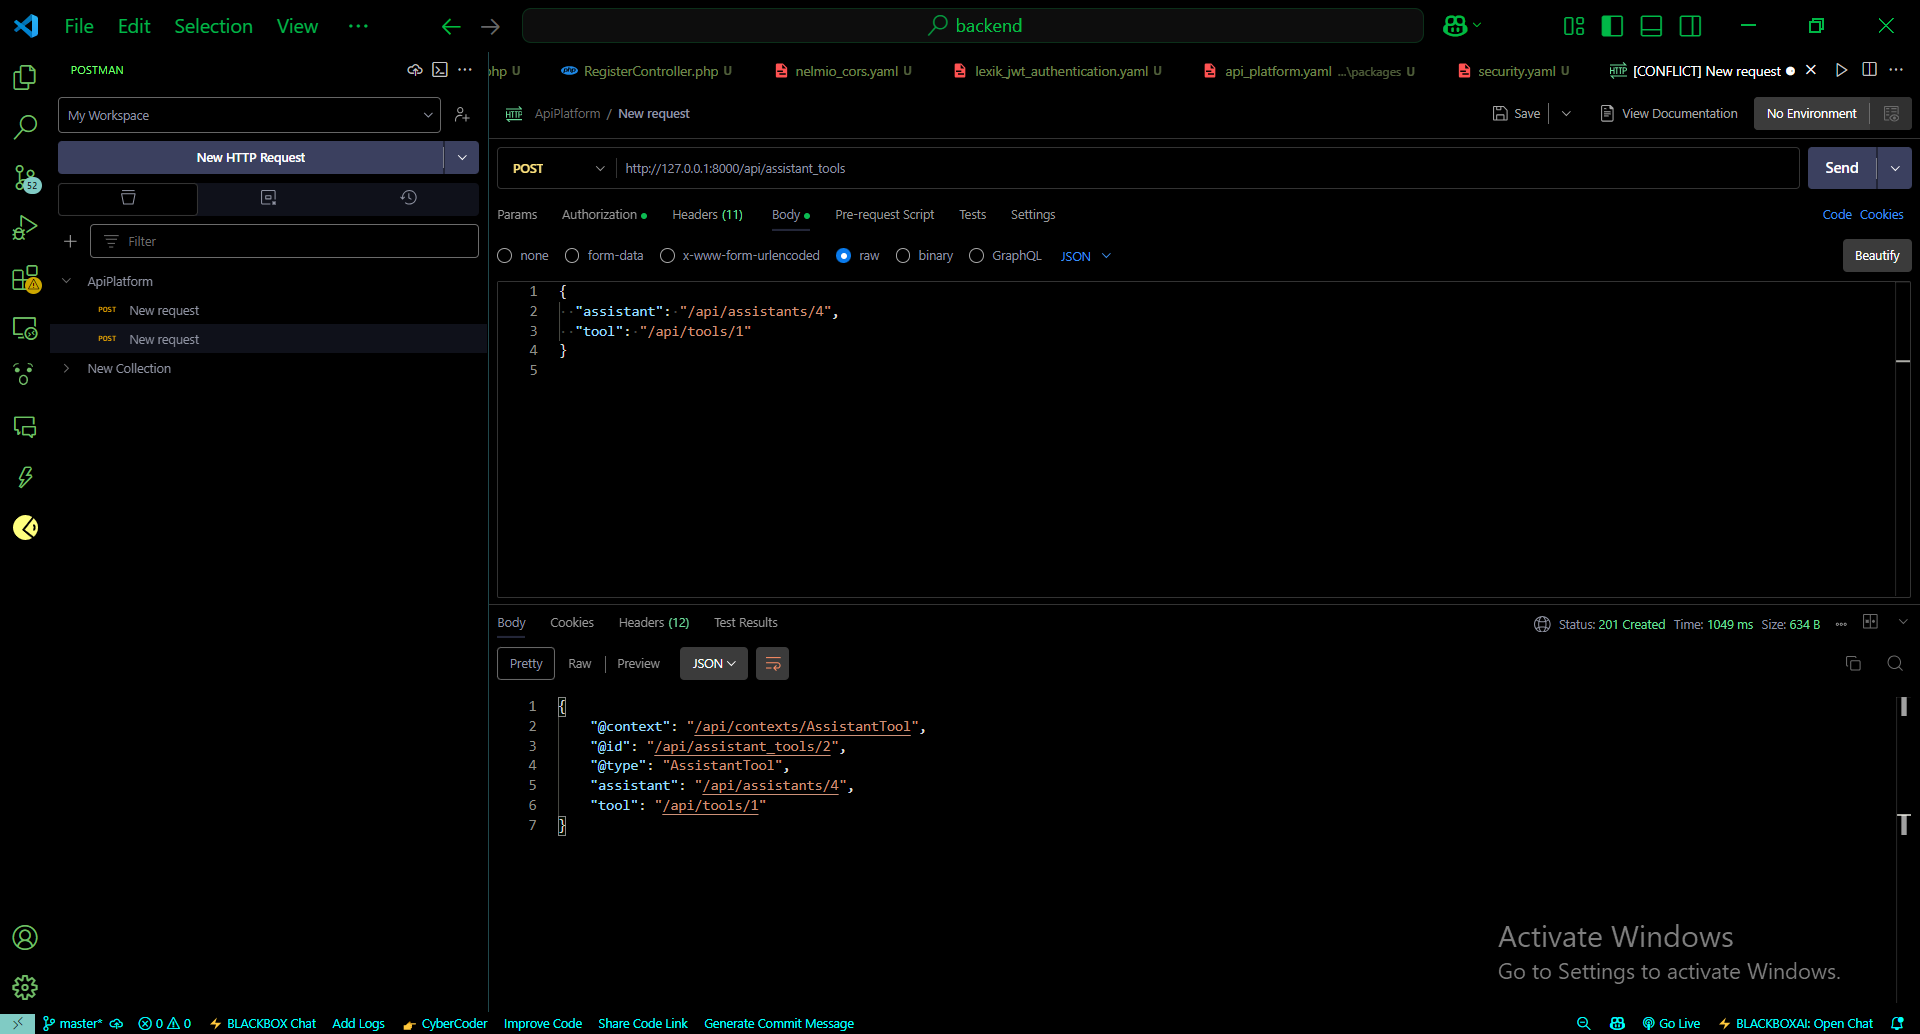 File Edit Selection View ... backend
POSTMAN
hp U RegisterController.php U nelmio_cors.yaml U lexik_jwt_authentication.yaml U api_platform.yaml ...\packages U security.yaml U [CONFLICT] New request
My Workspace
ApiPlatform / New request Save View Documentation No Environment
New HTTP Request
POST http://127.0.0.1:8000/api/assistant_tools Send
52
Params Authorization Headers (11) Body Pre-request Script Tests Settings Code Cookies
Filter
none form-data x-www-form-urlencoded raw binary GraphQL JSON Beautify
ApiPlatform
POST New request
POST New request
New Collection
1 {
2 "assistant": "/api/assistants/4",
3 "tool": "/api/tools/1"
4 }
5
Body Cookies Headers (12) Test Results Status: 201 Created Time: 1049 ms Size: 634 B
Pretty Raw Preview JSON
1 {
2 "@context": "/api/contexts/AssistantTool",
3 "@id": "/api/assistant_tools/2",
4 "@type": "AssistantTool",
5 "assistant": "/api/assistants/4",
6 "tool": "/api/tools/1"
7 }
Activate Windows
Go to Settings to activate Windows.
master* 0 0 BLACKBOX Chat Add Logs CyberCoder Improve Code Share Code Link Generate Commit Message Go Live BLACKBOXAI: Open Chat